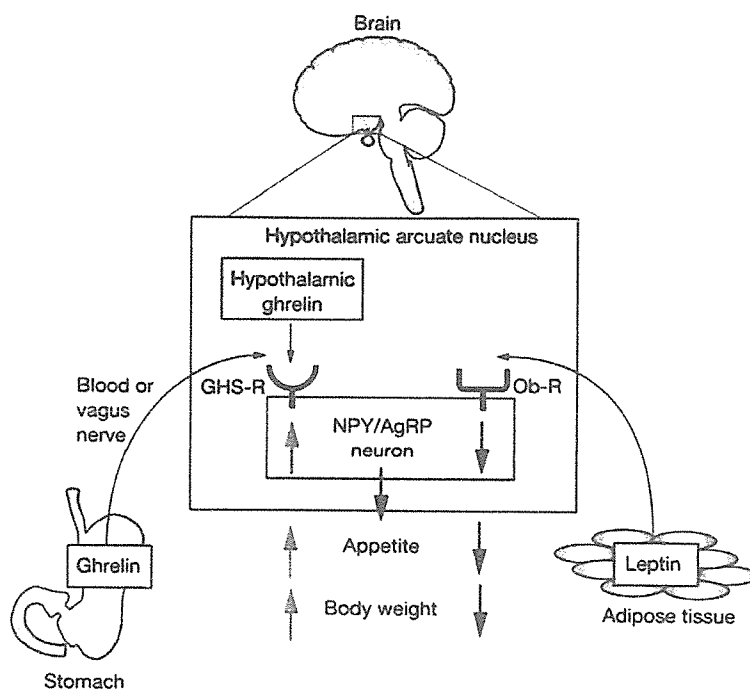 Brain
Hypothalamic arcuate nucleus
Hypothalamic
ghrelin
Blood or
vagus
nerve
GHS-R
Ob-R
NPY/AgRP
neuron
Ghrelin
Appetite
Leptin
Body weight
Adipose tissue
Stomach